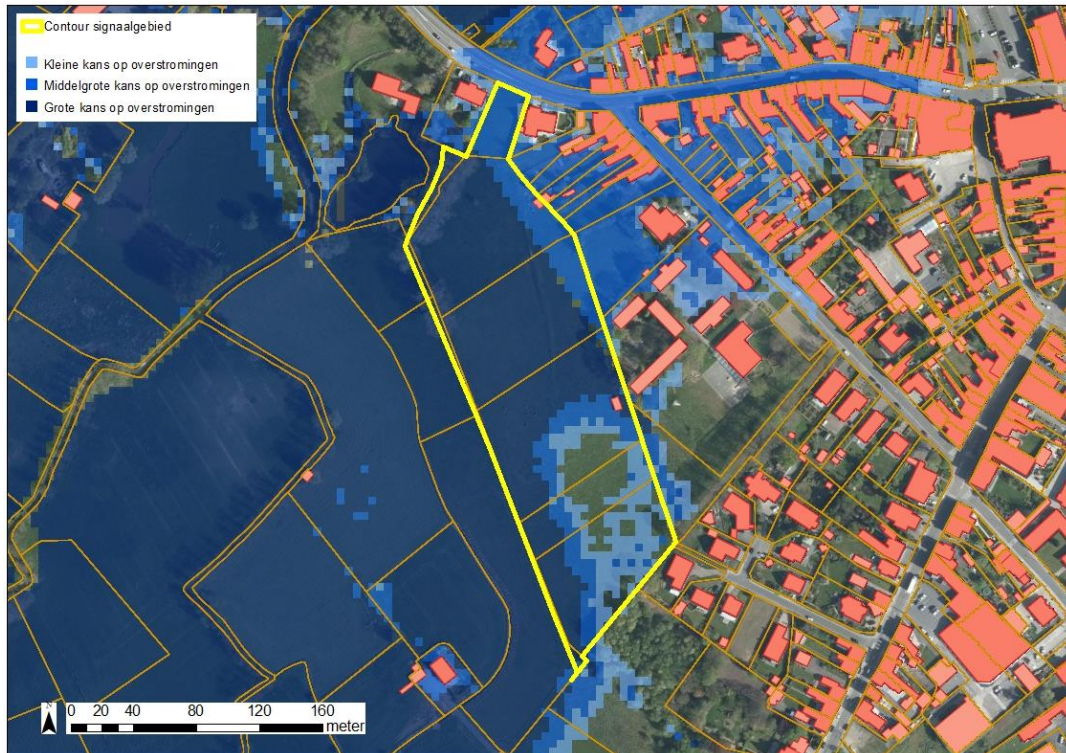 Contour signaalgebied
Kleine kans op overstromingen
Middelgrote kans op overstromingen
Grote kans op overstromingen
N
0 20 40 80 120 160
meter